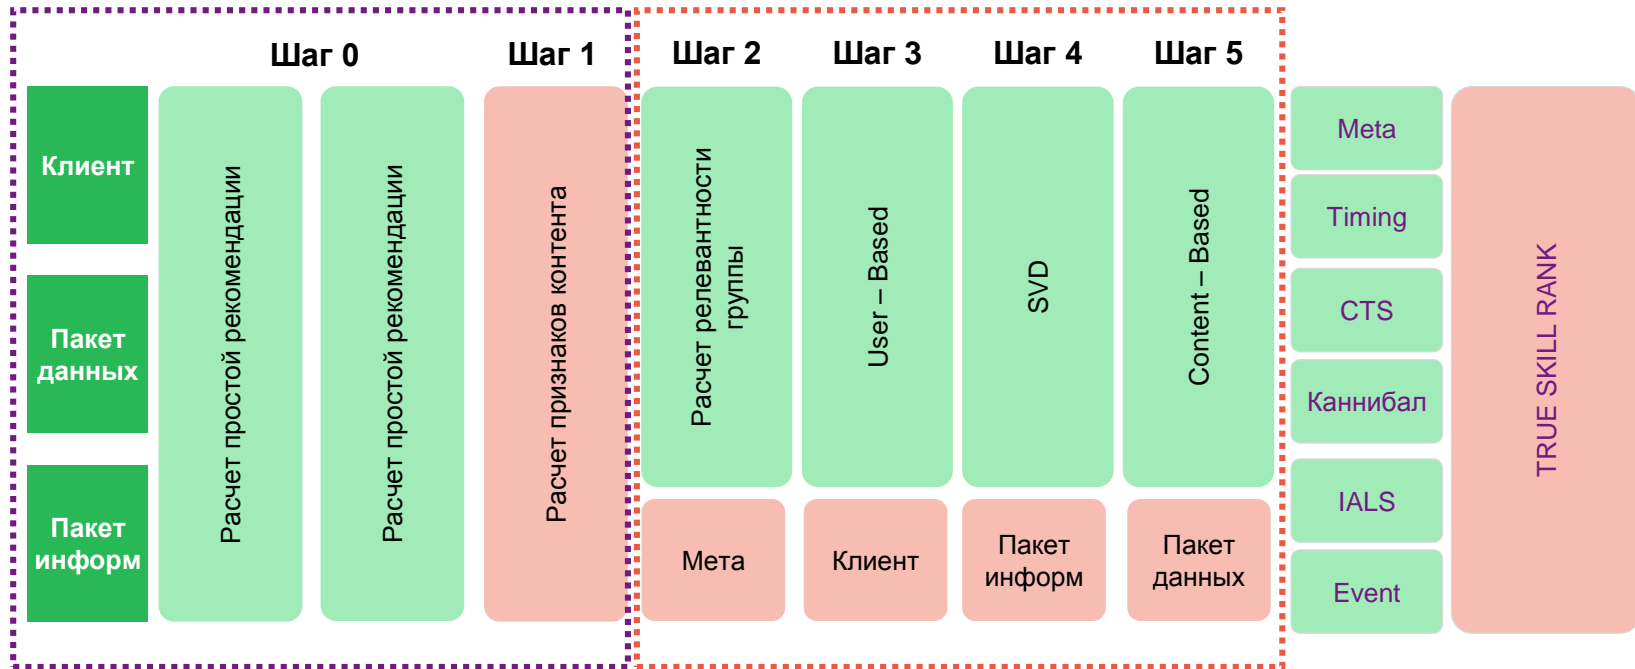 Шаг 0
Шаг 1
Шаг 2
Шаг 3
Шаг 4
Шаг 5
Клиент
Пакет
данных
Пакет
информ
Расчет простой рекомендации
Расчет простой рекомендации
Расчет признаков контента
Расчет релевантности
группы
User – Based
SVD
Content – Based
Мета
Клиент
Пакет
информ
Пакет
данных
Meta
Timing
CTS
Каннибал
IALS
Event
TRUE SKILL RANK